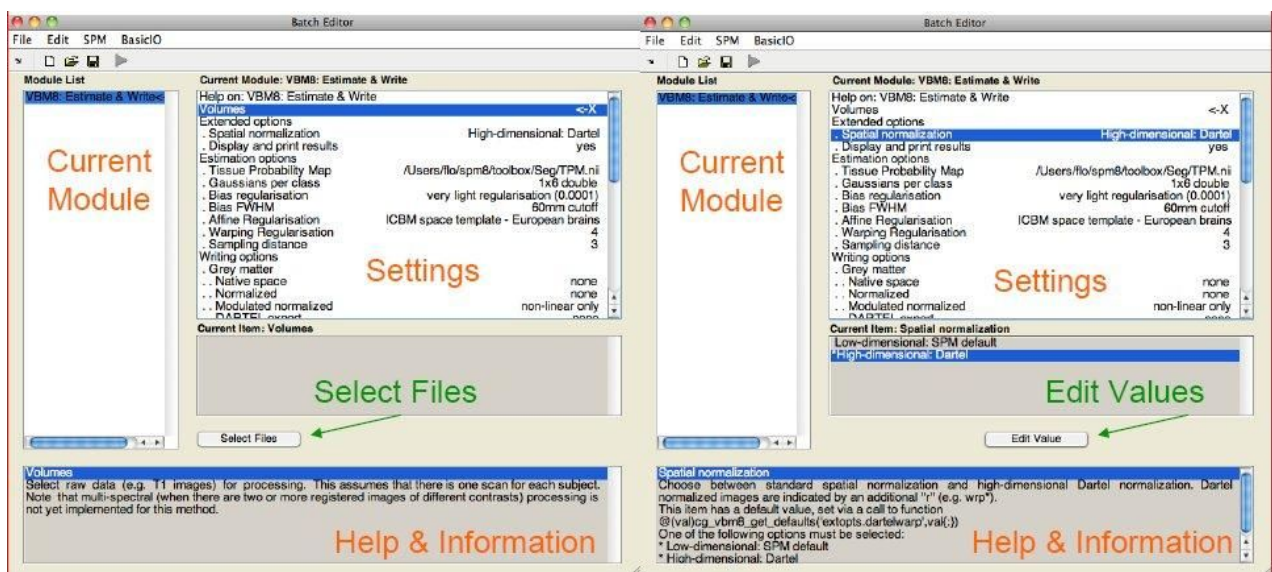 Batch Editor
File Edit SPM BasicIO
Module List
VBM8: Estimate & Write<
Current Module
Current Module: VBM8: Estimate & Write
Help on: VBM8: Estimate & Write
Volumes <-X
Extended options
. Spatial normalization High-dimensional: Dartel
. Display and print results yes
Estimation options
. Tissue Probability Map /Users/flo/spm8/toolbox/Seg/TPM.nii
. Gaussians per class 1x6 double
. Bias regularisation very light regularisation (0.0001)
. Bias FWHM 60mm cutoff
. Affine Regularisation ICBM space template - European brains
. Warping Regularisation 4
. Sampling distance 3
Writing options
. Grey matter
. . Native space none
. . Normalized none
. . Modulated normalized non-linear only
. . DARTEL export none
Settings
Current Item: Volumes
Select Files
Select Files
Volumes
Select raw data (e.g. T1 images) for processing. This assumes that there is one scan for each subject.
Note that multi-spectral (when there are two or more registered images of different contrasts) processing is
not yet implemented for this method.
Help & Information
Batch Editor
File Edit SPM BasicIO
Module List
VBM8: Estimate & Write<
Current Module
Current Module: VBM8: Estimate & Write
Help on: VBM8: Estimate & Write
Volumes <-X
Extended options
. Spatial normalization High-dimensional: Dartel
. Display and print results yes
Estimation options
. Tissue Probability Map /Users/flo/spm8/toolbox/Seg/TPM.nii
. Gaussians per class 1x6 double
. Bias regularisation very light regularisation (0.0001)
. Bias FWHM 60mm cutoff
. Affine Regularisation ICBM space template - European brains
. Warping Regularisation 4
. Sampling distance 3
Writing options
. Grey matter
. . Native space none
. . Normalized none
. . Modulated normalized non-linear only
. . DARTEL export none
Settings
Current Item: Spatial normalization
Low-dimensional: SPM default
*High-dimensional: Dartel
Edit Values
Edit Value
Spatial normalization
Choose between standard spatial normalization and high-dimensional Dartel normalization. Dartel
normalized images are indicated by an additional "r" (e.g. wrp*).
This item has a default value, set via a call to function
@(val)cg_vbm8_get_defaults('extopts.dartelwarp',val{:})
One of the following options must be selected:
* Low-dimensional: SPM default
* High-dimensional: Dartel
Help & Information